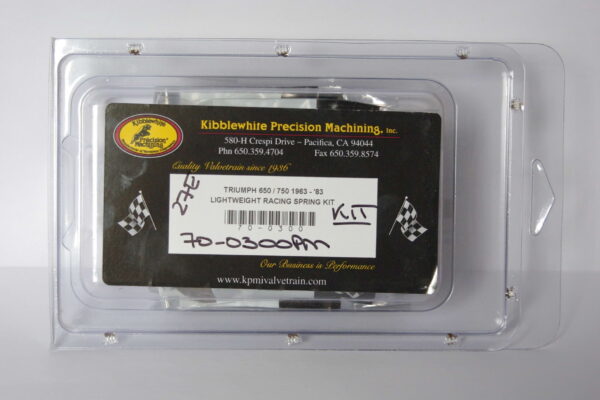 Kibblewhite
Precision
Machining
Kibblewhite Precision Machining, Inc.
580-H Crespi Drive ~ Pacifica, CA 94044
Phn 650.359.4704 Fax 650.359.8574
Quality Valvetrain since 1986
27E
TRIUMPH 650 / 750 1963 - '83
LIGHTWEIGHT RACING SPRING KIT
KIT
70-0300
70-0300PM
Our Business is Performance
www.kpmivalvetrain.com